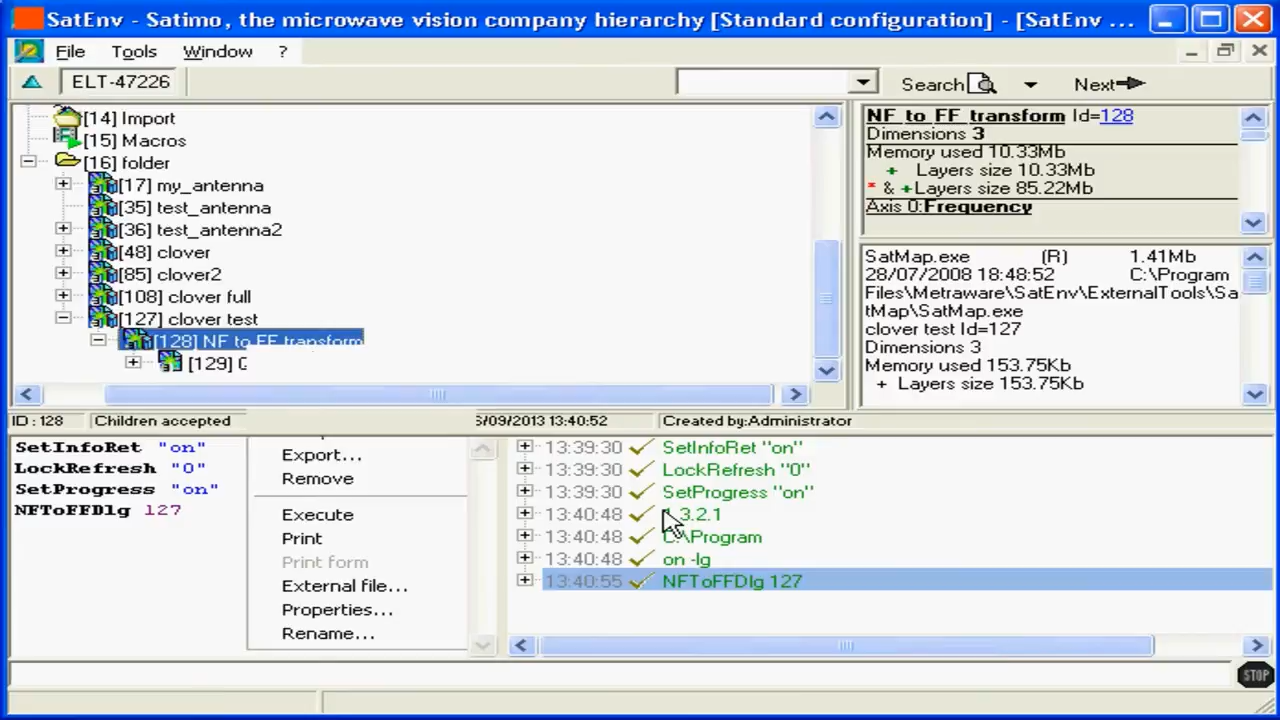 SatEnv - Satimo, the microwave vision company hierarchy [Standard configuration] - [SatEnv ...
File Tools Window ?
ELT-47226
Search Next
[14] Import
[15] Macros
[16] folder
[17] my_antenna
[35] test_antenna
[36] test_antenna2
[48] clover
[85] clover2
[108] clover full
[127] clover test
[128] NF to FF transform
[129]
NF to FF transform Id=128
Dimensions 3
Memory used 10.33Mb
+ Layers size 10.33Mb
* & +Layers size 85.22Mb
Axis 0:Frequency
SatMap.exe (R) 1.41Mb
28/07/2008 18:48:52 C:\Program
Files\Metraware\SatEnv\ExternalTools\Sa
tMap\SatMap.exe
clover test Id=127
Dimensions 3
Memory used 153.75Kb
+ Layers size 153.75Kb
ID : 128 Children accepted 6/09/2013 13:40:52 Created by:Administrator
SetInfoRet "on"
LockRefresh "0"
SetProgress "on"
NFToFFDlg 127
Export...
Remove
Execute
Print
Print form
External file...
Properties...
Rename...
13:39:30 SetInfoRet "on"
13:39:30 LockRefresh "0"
13:39:30 SetProgress "on"
13:40:48 .3.2.1
13:40:48 C:\Program
13:40:48 on -lg
13:40:55 NFToFFDlg 127
STOP